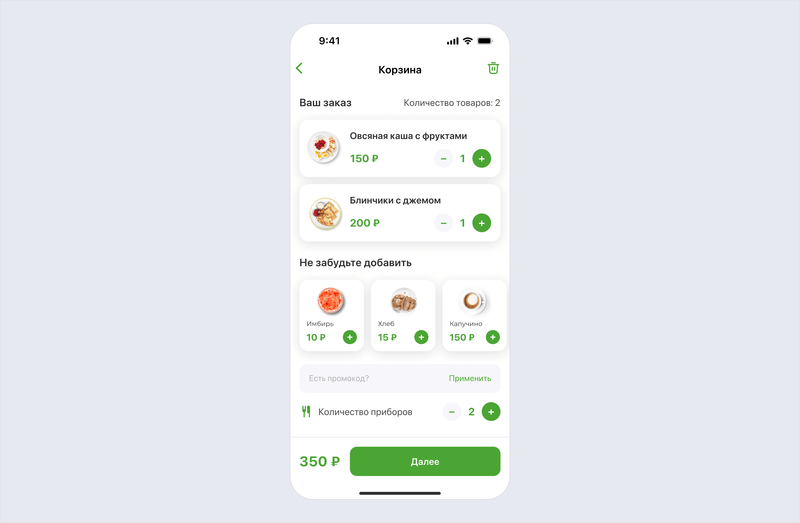 9:41
Корзина
Ваш заказ Количество товаров: 2
Овсяная каша с фруктами
150 ₽ − 1 +
Блинчики с джемом
200 ₽ − 1 +
Не забудьте добавить
Имбирь Хлеб Капучино
10 ₽ + 15 ₽ + 150 ₽ +
Есть промокод? Применить
Количество приборов − 2 +
350 ₽ Далее